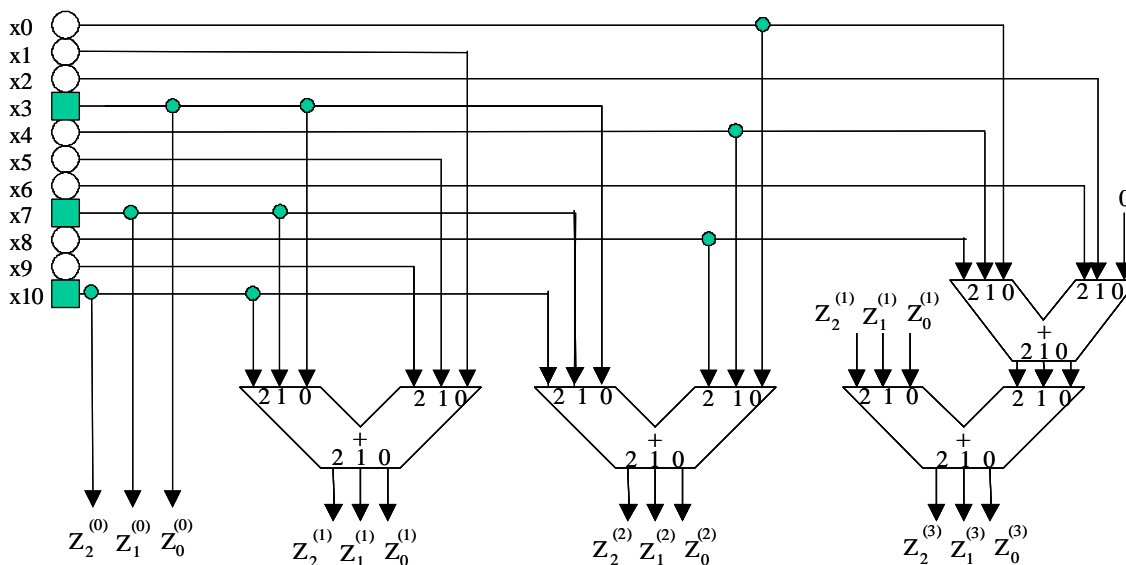 x0
x1
x2
x3
x4
x5
x6
x7
x8
x9
x10
0
2 1 0
2 1 0
+
2 1 0
Z₂⁽¹⁾ Z₁⁽¹⁾ Z₀⁽¹⁾
2 1 0
2 1 0
+
2 1 0
2 1 0
2 1 0
+
2 1 0
2 1 0
2 1 0
+
2 1 0
Z₂⁽⁰⁾ Z₁⁽⁰⁾ Z₀⁽⁰⁾
Z₂⁽¹⁾ Z₁⁽¹⁾ Z₀⁽¹⁾
Z₂⁽²⁾ Z₁⁽²⁾ Z₀⁽²⁾
Z₂⁽³⁾ Z₁⁽³⁾ Z₀⁽³⁾